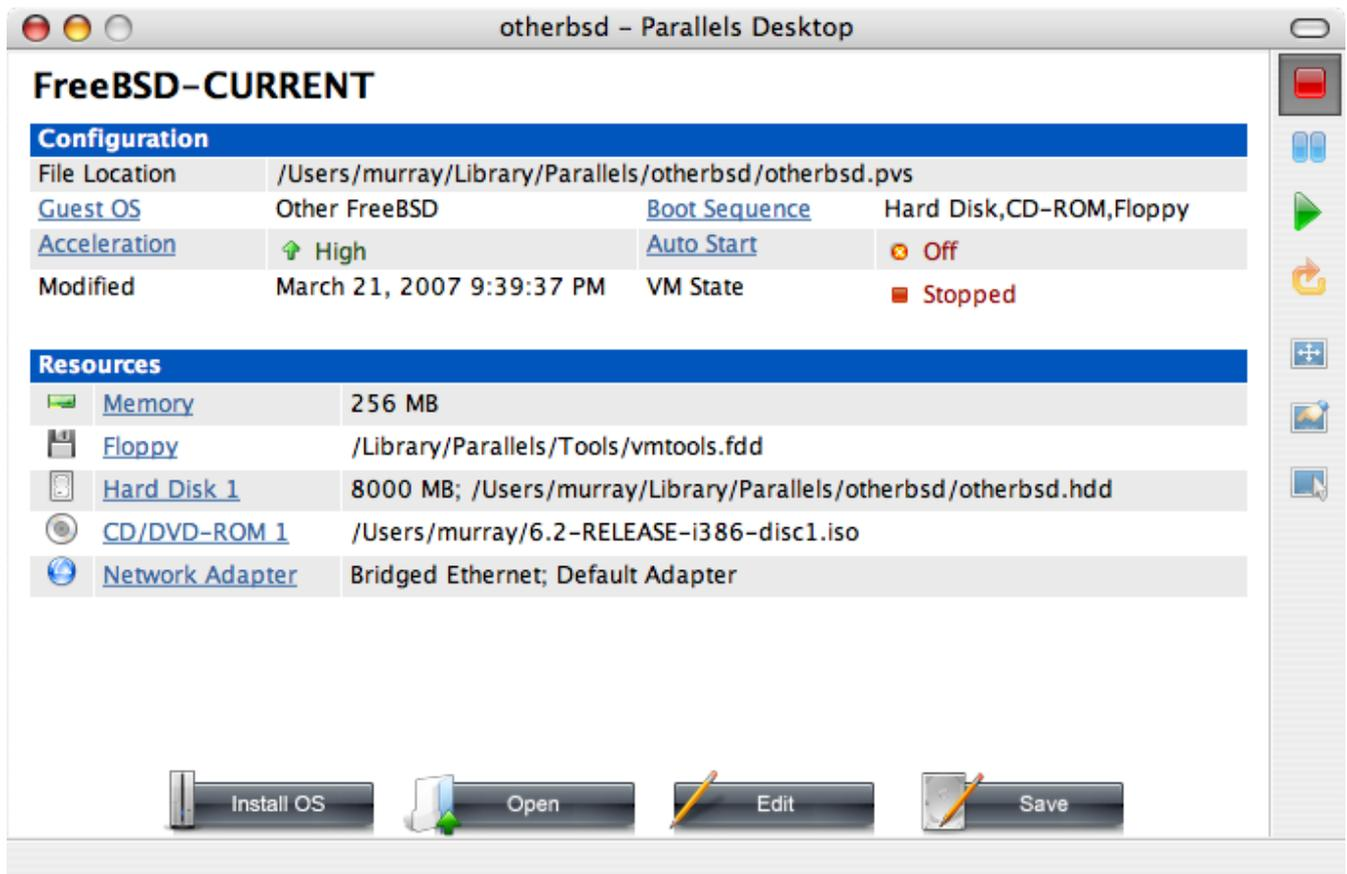 otherbsd – Parallels Desktop
FreeBSD-CURRENT
Configuration
File Location /Users/murray/Library/Parallels/otherbsd/otherbsd.pvs
Guest OS Other FreeBSD Boot Sequence Hard Disk,CD-ROM,Floppy
Acceleration High Auto Start Off
Modified March 21, 2007 9:39:37 PM VM State Stopped
Resources
Memory 256 MB
Floppy /Library/Parallels/Tools/vmtools.fdd
Hard Disk 1 8000 MB; /Users/murray/Library/Parallels/otherbsd/otherbsd.hdd
CD/DVD-ROM 1 /Users/murray/6.2-RELEASE-i386-disc1.iso
Network Adapter Bridged Ethernet; Default Adapter
Install OS Open Edit Save